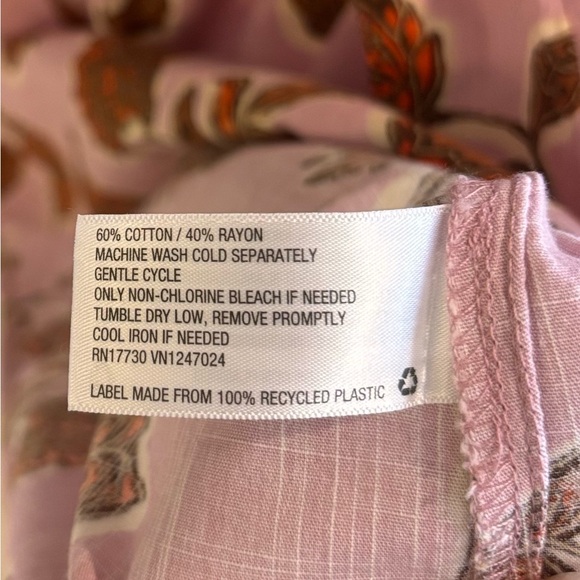 60% COTTON / 40% RAYON
MACHINE WASH COLD SEPARATELY
GENTLE CYCLE
ONLY NON-CHLORINE BLEACH IF NEEDED
TUMBLE DRY LOW, REMOVE PROMPTLY
COOL IRON IF NEEDED
RN17730 VN1247024
LABEL MADE FROM 100% RECYCLED PLASTIC